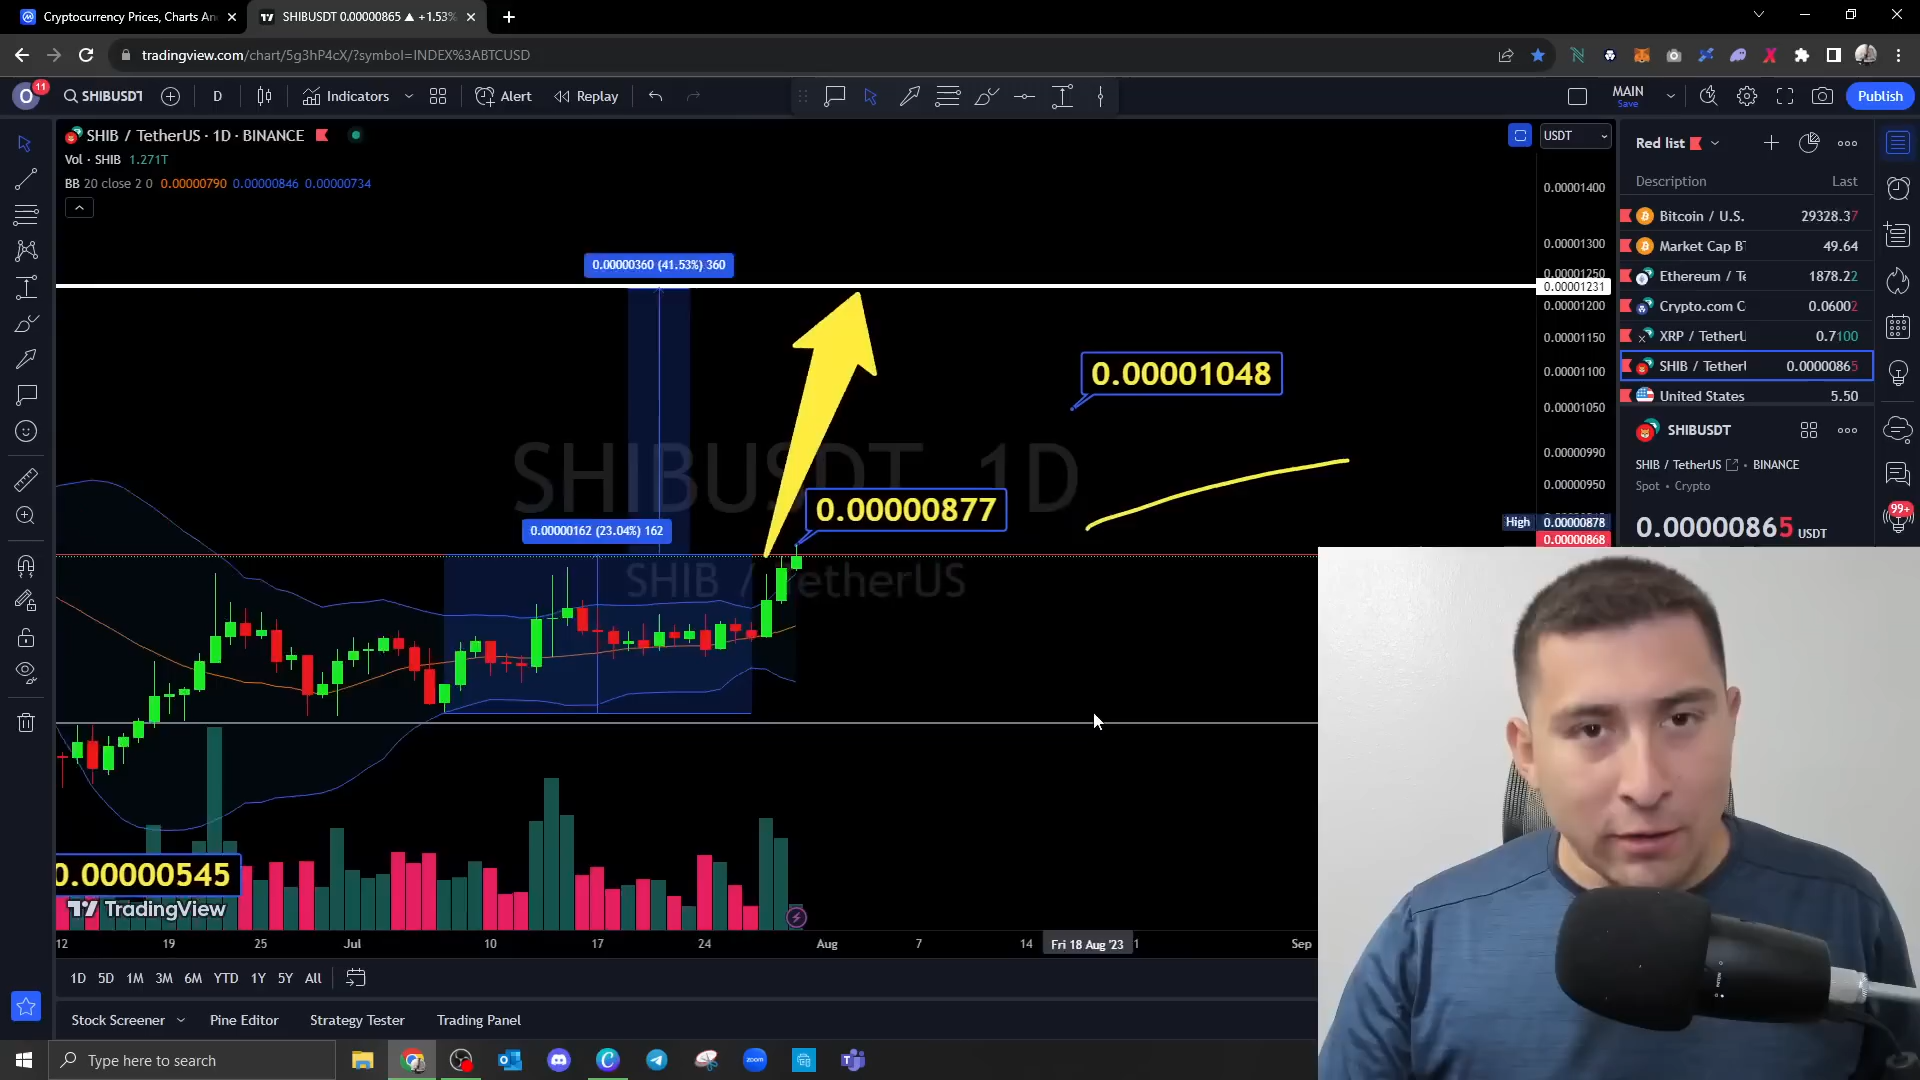 Cryptocurrency Prices, Charts An
SHIBUSDT 0.00000865 ▲ +1.53%
tradingview.com/chart/5g3hP4cX/?symbol=INDEX%3ABTCUSD
O
11
SHIBUSDT
D
Indicators
Alert
Replay
MAIN
Save
Publish
SHIB / TetherUS · 1D · BINANCE
Vol · SHIB 1.271T
BB 20 close 2 0 0.00000790 0.00000846 0.00000734
USDT
0.00001400
0.00001300
0.00001250
0.00001231
0.00001200
0.00001150
0.00001100
0.00001050
0.00000990
0.00000950
High 0.00000878
0.00000868
0.00000360 (41.53%) 360
0.00001048
SHIBUSDT, 1D
0.00000877
0.00000162 (23.04%) 162
SHIB / TetherUS
0.00000545
TradingView
12 19 25 Jul 10 17 24 Aug 7 14 Fri 18 Aug '23 1 Sep
1D 5D 1M 3M 6M YTD 1Y 5Y All
Stock Screener Pine Editor Strategy Tester Trading Panel
Type here to search
Red list
Description Last
Bitcoin / U.S. 29328.37
Market Cap B 49.64
Ethereum / Te 1878.22
Crypto.com C 0.06002
XRP / Tether 0.7100
SHIB / Tether 0.00000865
United States 5.50
SHIBUSDT
SHIB / TetherUS • BINANCE
Spot • Crypto
0.00000865 USDT
99+
zoom